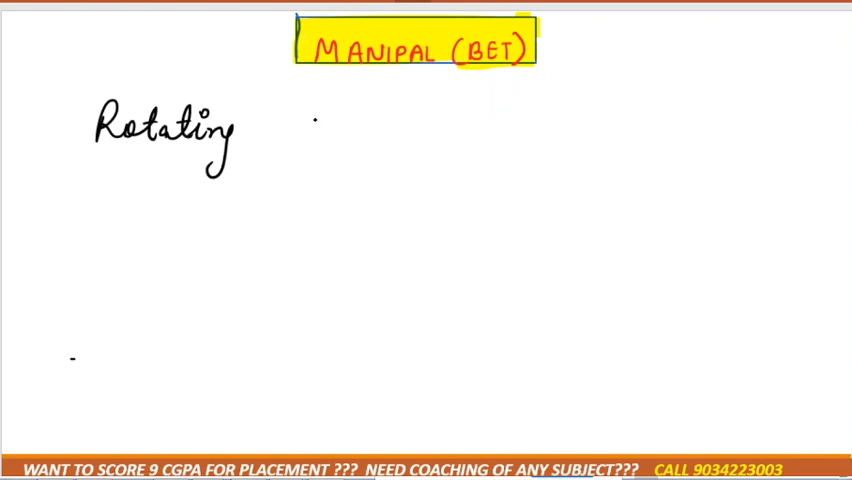 MANIPAL (BET)
Rotating
WANT TO SCORE 9 CGPA FOR PLACEMENT ??? NEED COACHING OF ANY SUBJECT??? CALL 9034223003